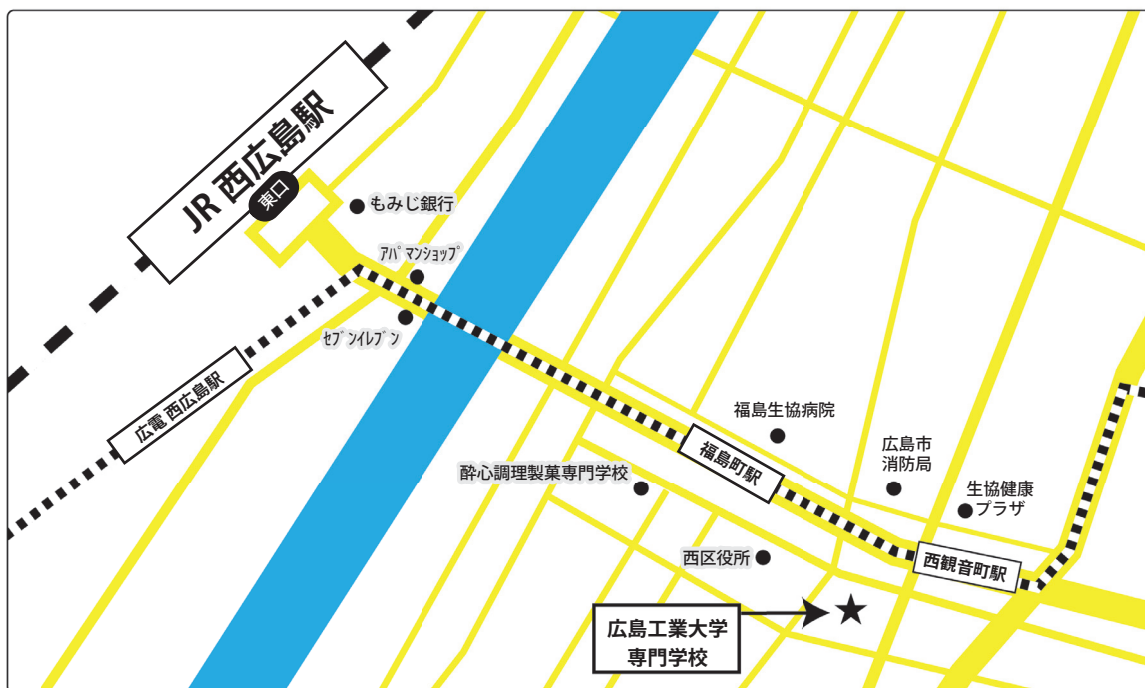 JR 西広島駅
東口
もみじ銀行
ｱﾊﾟﾏﾝｼｮｯﾌﾟ
ｾﾌﾞﾝｲﾚﾌﾞﾝ
広電 西広島駅
福島生協病院
福島町駅
広島市
消防局
酔心調理製菓専門学校
生協健康
プラザ
西区役所
西観音町駅
広島工業大学
専門学校